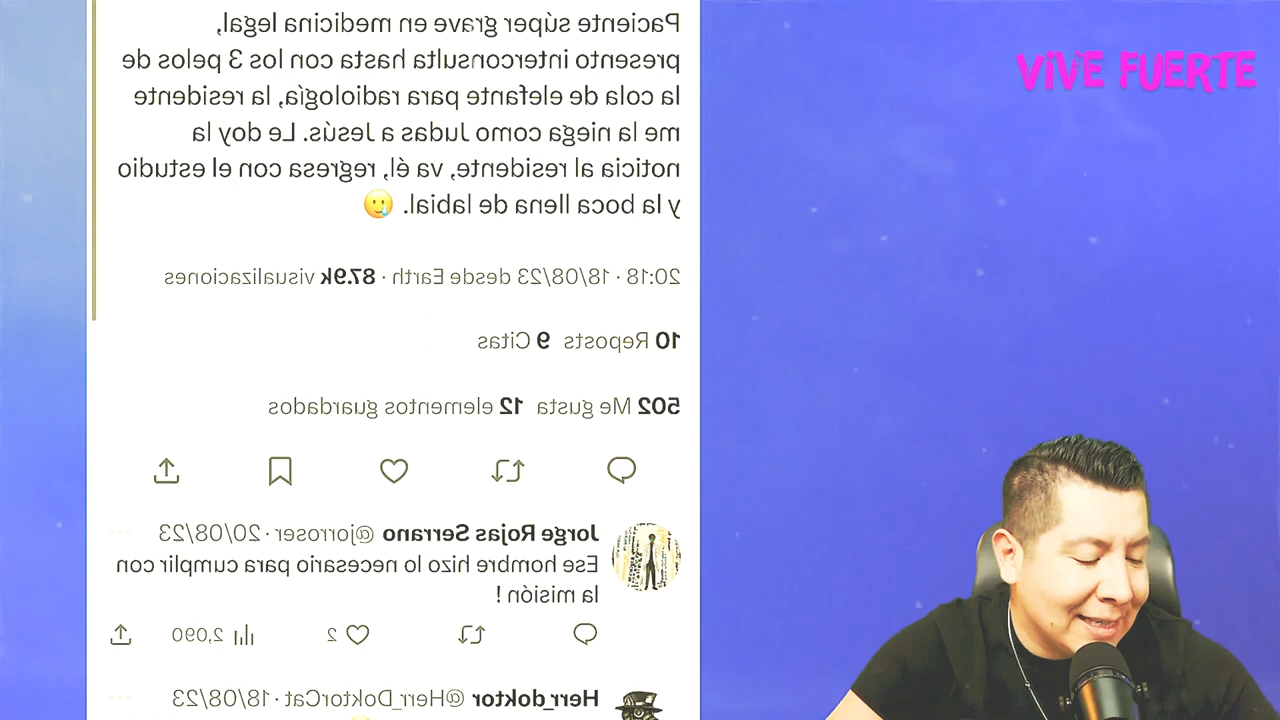 Paciente súper grave en medicina legal,
presento interconsulta hasta con los 3 pelos de
la cola de elefante para radiología, la residente
me la niega como Judas a Jesús. Le doy la
noticia al residente, va él, regresa con el estudio
y la boca llena de labial. 🥲
20:18 · 18/08/23 desde Earth · 87.9k visualizaciones
10 Reposts 9 Citas
502 Me gusta 12 elementos guardados
Jorge Rojas Serrano @jorroser · 20/08/23
Ese hombre hizo lo necesario para cumplir con
la misión !
2 2,090
Herr_doktor @Herr_DoktorCat · 18/08/23
VIVE FUERTE